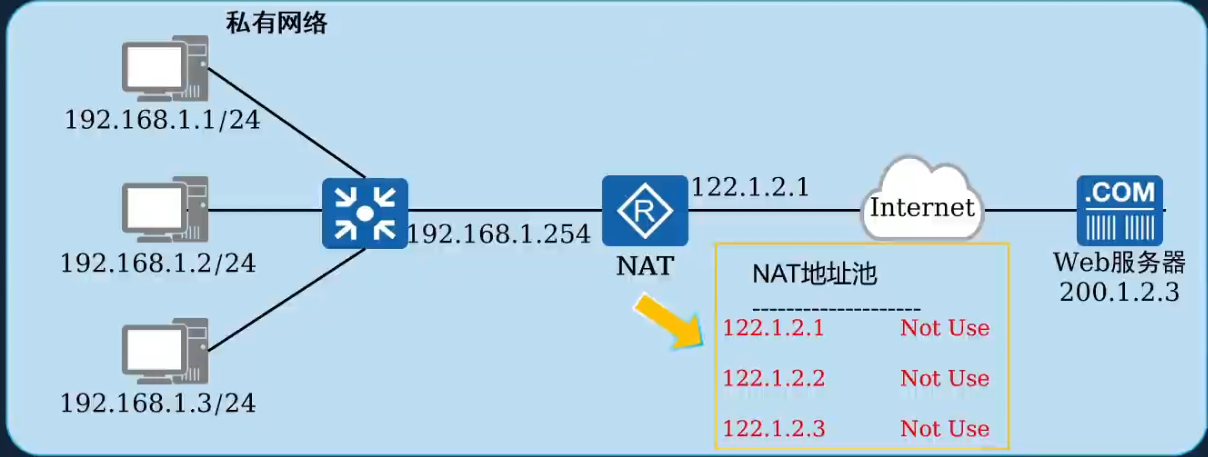 私有网络
192.168.1.1/24
192.168.1.2/24
192.168.1.3/24
192.168.1.254
R
NAT
122.1.2.1
Internet
.COM
Web服务器
200.1.2.3
NAT地址池
---------------------
122.1.2.1 Not Use
122.1.2.2 Not Use
122.1.2.3 Not Use